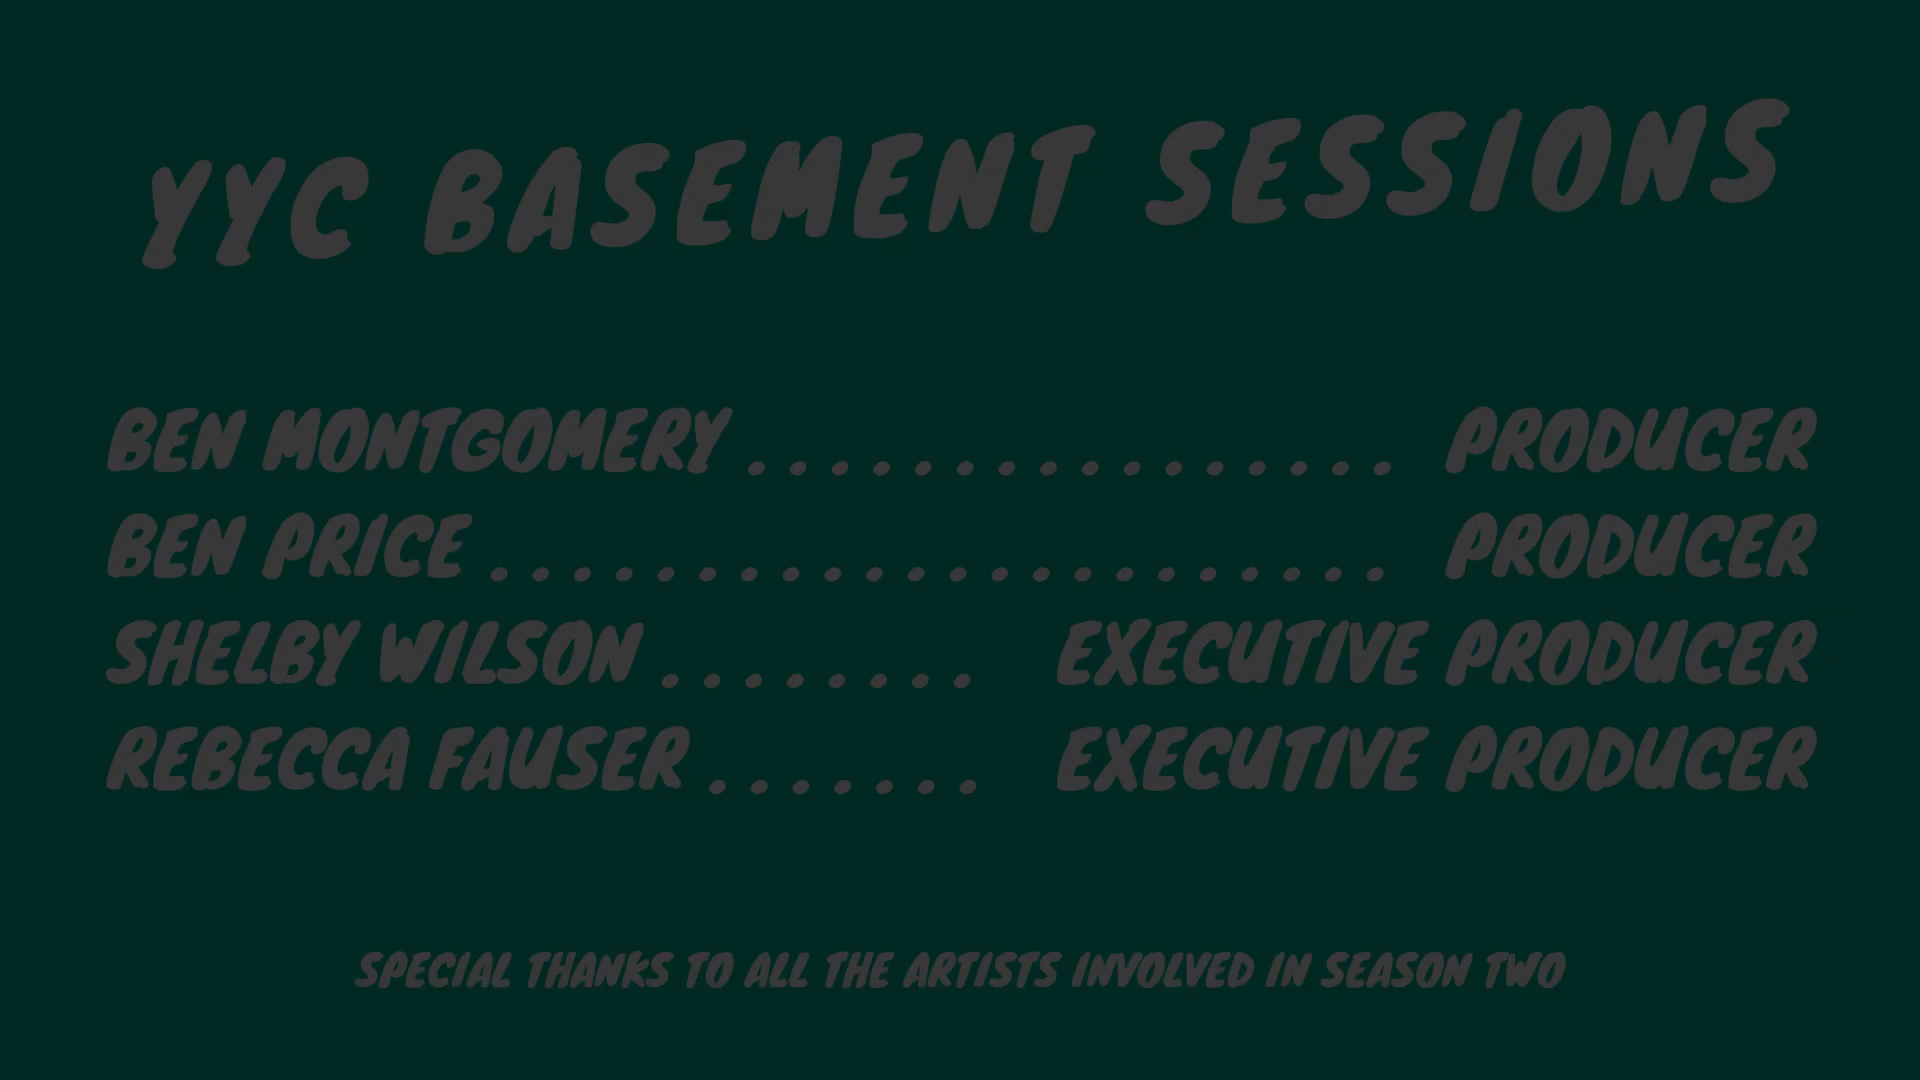 YYC BASEMENT SESSIONS
BEN MONTGOMERY . . . . . . . . . . . . . . . . PRODUCER
BEN PRICE . . . . . . . . . . . . . . . . . . . . . . PRODUCER
SHELBY WILSON . . . . . . . . EXECUTIVE PRODUCER
REBECCA FAUSER . . . . . . . EXECUTIVE PRODUCER
SPECIAL THANKS TO ALL THE ARTISTS INVOLVED IN SEASON TWO